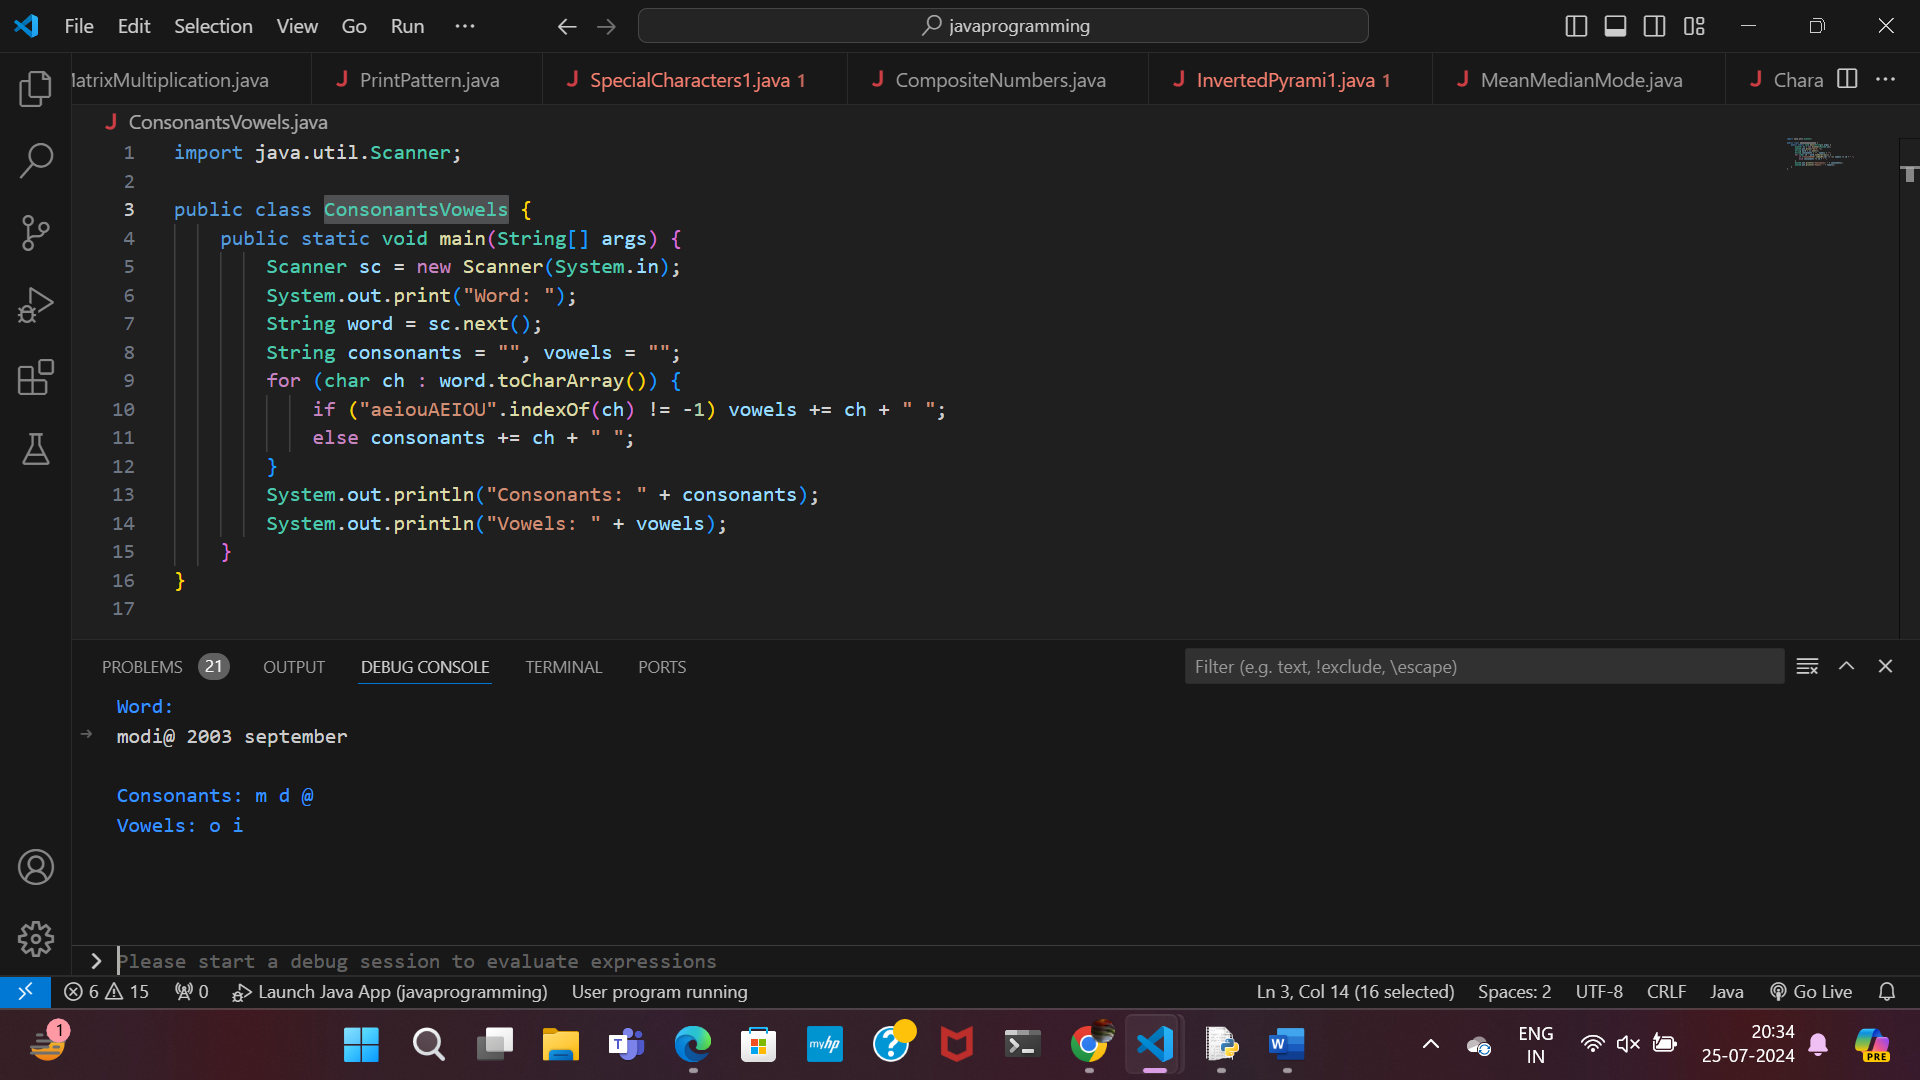 File Edit Selection View Go Run ··· javaprogramming
MatrixMultiplication.java PrintPattern.java SpecialCharacters1.java 1 CompositeNumbers.java InvertedPyrami1.java 1 MeanMedianMode.java Chara
ConsonantsVowels.java
1 import java.util.Scanner;
2
3 public class ConsonantsVowels {
4 public static void main(String[] args) {
5 Scanner sc = new Scanner(System.in);
6 System.out.print("Word: ");
7 String word = sc.next();
8 String consonants = "", vowels = "";
9 for (char ch : word.toCharArray()) {
10 if ("aeiouAEIOU".indexOf(ch) != -1) vowels += ch + " ";
11 else consonants += ch + " ";
12 }
13 System.out.println("Consonants: " + consonants);
14 System.out.println("Vowels: " + vowels);
15 }
16 }
17
PROBLEMS 21 OUTPUT DEBUG CONSOLE TERMINAL PORTS Filter (e.g. text, !exclude, \escape)
Word:
modi@ 2003 september
Consonants: m d @
Vowels: o i
Please start a debug session to evaluate expressions
6 15 0 Launch Java App (javaprogramming) User program running Ln 3, Col 14 (16 selected) Spaces: 2 UTF-8 CRLF Java Go Live
1 T myhp ? W ENG IN 20:34 25-07-2024 PRE